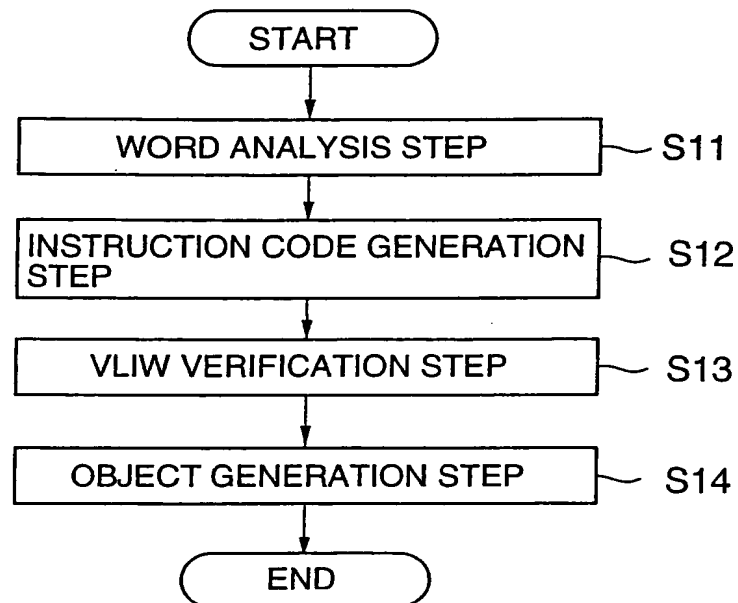 START
WORD ANALYSIS STEP S11
INSTRUCTION CODE GENERATION
STEP
S12
VLIW VERIFICATION STEP S13
OBJECT GENERATION STEP S14
END